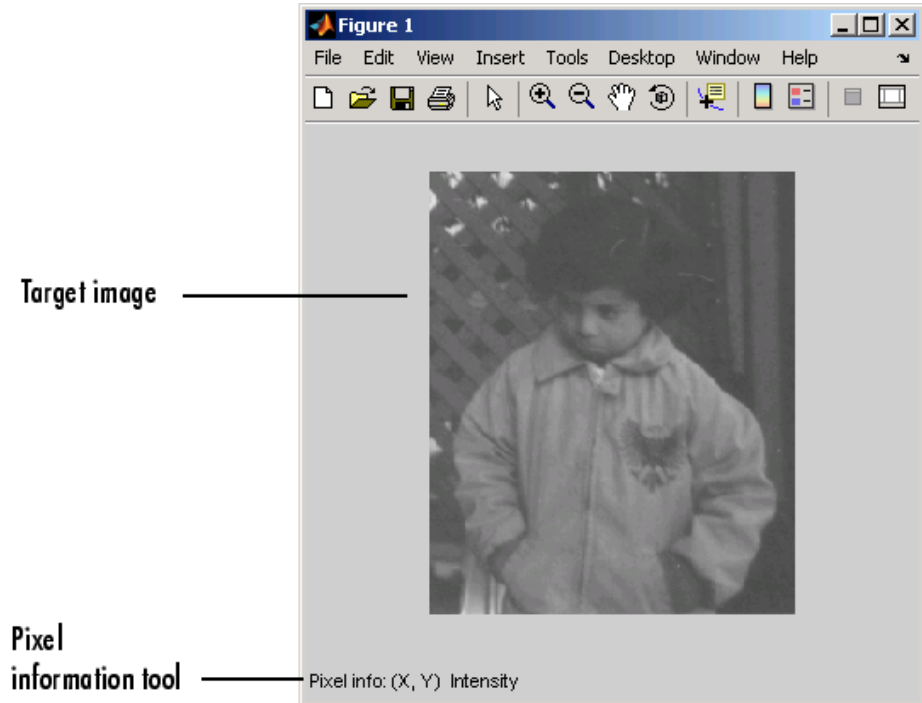 Figure 1
File Edit View Insert Tools Desktop Window Help
Target image
Pixel
information tool
Pixel info: (X, Y) Intensity